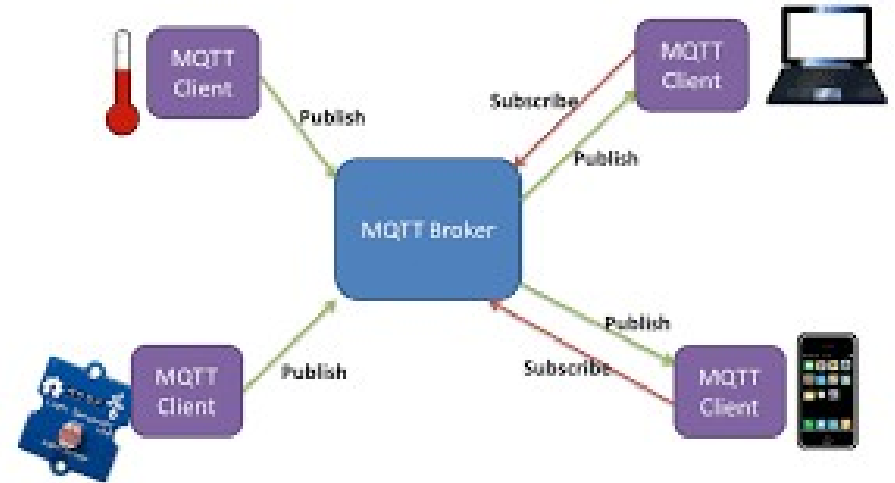 MQTT
Client
MQTT
Client
Publish
Subscribe
Publish
MQTT Broker
Publish
Subscribe
Publish
MQTT
Client
MQTT
Client